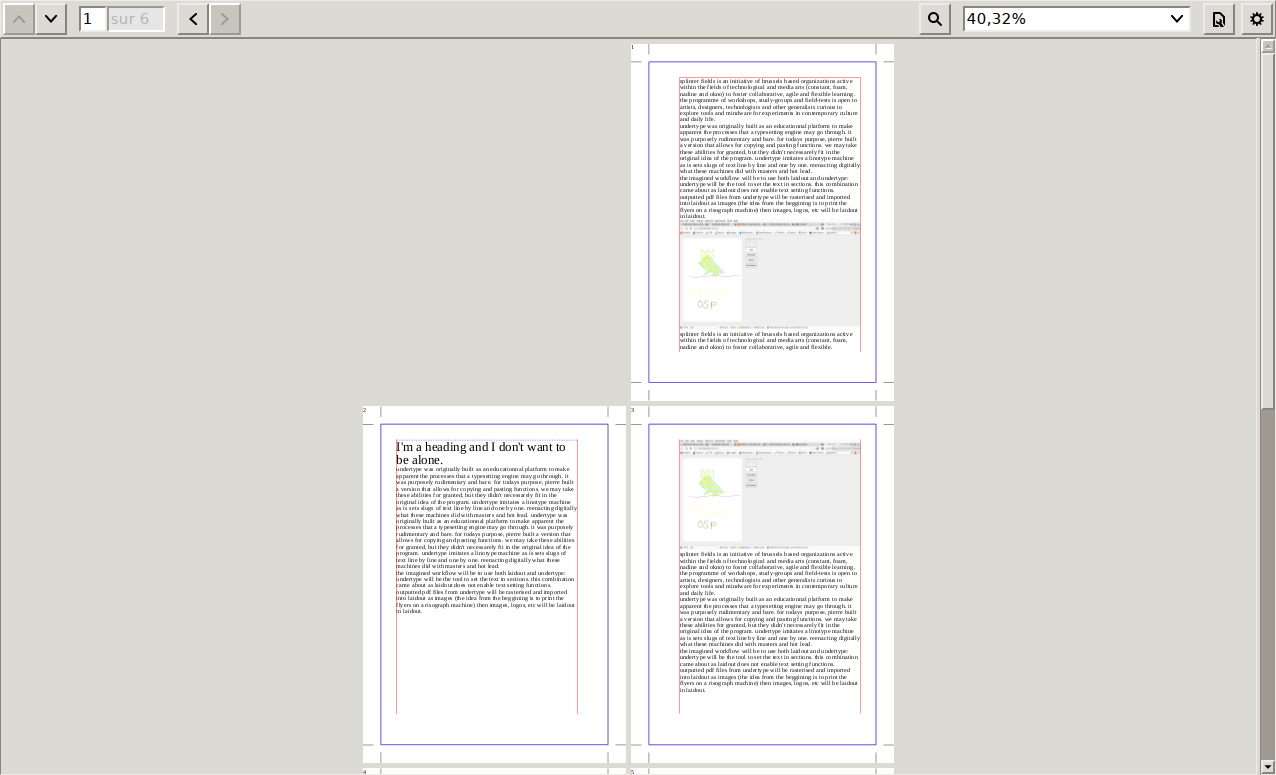 1 sur 6
40,32%
1
splinter fields is an initiative of brussels based organizations active
within the fields of technological and media arts (constant, foam,
nadine and okno) to foster collaborative, agile and flexible learning.
the programme of workshops, study-groups and field-tests is open to
artists, designers, technologists and other generalists curious to
explore tools and mindware for experiments in contemporary culture
and daily life.
undertype was originally built as an educationnal platform to make
apparent the processes that a typesetting engine may go through. it
was purposely rudimentary and bare. for todays purpose, pierre built
a version that allows for copying and pasting functions. we may take
these abilities for granted, but they didn't necessarely fit in the
original idea of the program. undertype imitates a linotype machine
as is sets slugs of text line by line and one by one. reenacting digitally
what these machines did with masters and hot lead.
the imagined workflow will be to use both laidout and undertype:
undertype will be the tool to set the text in sections. this combination
came about as laidout does not enable text setting functions.
outputted pdf files from undertype will be rasterised and imported
into laidout as images (the idea from the beggining is to print the
flyers on a risograph machine) then images, logos, etc will be laidout
in laidout.
OSP
splinter fields is an initiative of brussels based organizations active
within the fields of technological and media arts (constant, foam,
nadine and okno) to foster collaborative, agile and flexible.
2
I'm a heading and I don't want to
be alone.
undertype was originally built as an educationnal platform to make
apparent the processes that a typesetting engine may go through. it
was purposely rudimentary and bare. for todays purpose, pierre built
a version that allows for copying and pasting functions. we may take
these abilities for granted, but they didn't necessarely fit in the
original idea of the program. undertype imitates a linotype machine
as is sets slugs of text line by line and one by one. reenacting digitally
what these machines did with masters and hot lead. undertype was
originally built as an educationnal platform to make apparent the
processes that a typesetting engine may go through. it was purposely
rudimentary and bare. for todays purpose, pierre built a version that
allows for copying and pasting functions. we may take these abilities
for granted, but they didn't necessarely fit in the original idea of the
program. undertype imitates a linotype machine as is sets slugs of
text line by line and one by one. reenacting digitally what these
machines did with masters and hot lead.
the imagined workflow will be to use both laidout and undertype:
undertype will be the tool to set the text in sections. this combination
came about as laidout does not enable text setting functions.
outputted pdf files from undertype will be rasterised and imported
into laidout as images (the idea from the beggining is to print the
flyers on a risograph machine) then images, logos, etc will be laidout
in laidout.
3
OSP
splinter fields is an initiative of brussels based organizations active
within the fields of technological and media arts (constant, foam,
nadine and okno) to foster collaborative, agile and flexible learning.
the programme of workshops, study-groups and field-tests is open to
artists, designers, technologists and other generalists curious to
explore tools and mindware for experiments in contemporary culture
and daily life.
undertype was originally built as an educationnal platform to make
apparent the processes that a typesetting engine may go through. it
was purposely rudimentary and bare. for todays purpose, pierre built
a version that allows for copying and pasting functions. we may take
these abilities for granted, but they didn't necessarely fit in the
original idea of the program. undertype imitates a linotype machine
as is sets slugs of text line by line and one by one. reenacting digitally
what these machines did with masters and hot lead.
the imagined workflow will be to use both laidout and undertype:
undertype will be the tool to set the text in sections. this combination
came about as laidout does not enable text setting functions.
outputted pdf files from undertype will be rasterised and imported
into laidout as images (the idea from the beggining is to print the
flyers on a risograph machine) then images, logos, etc will be laidout
in laidout.
4
5